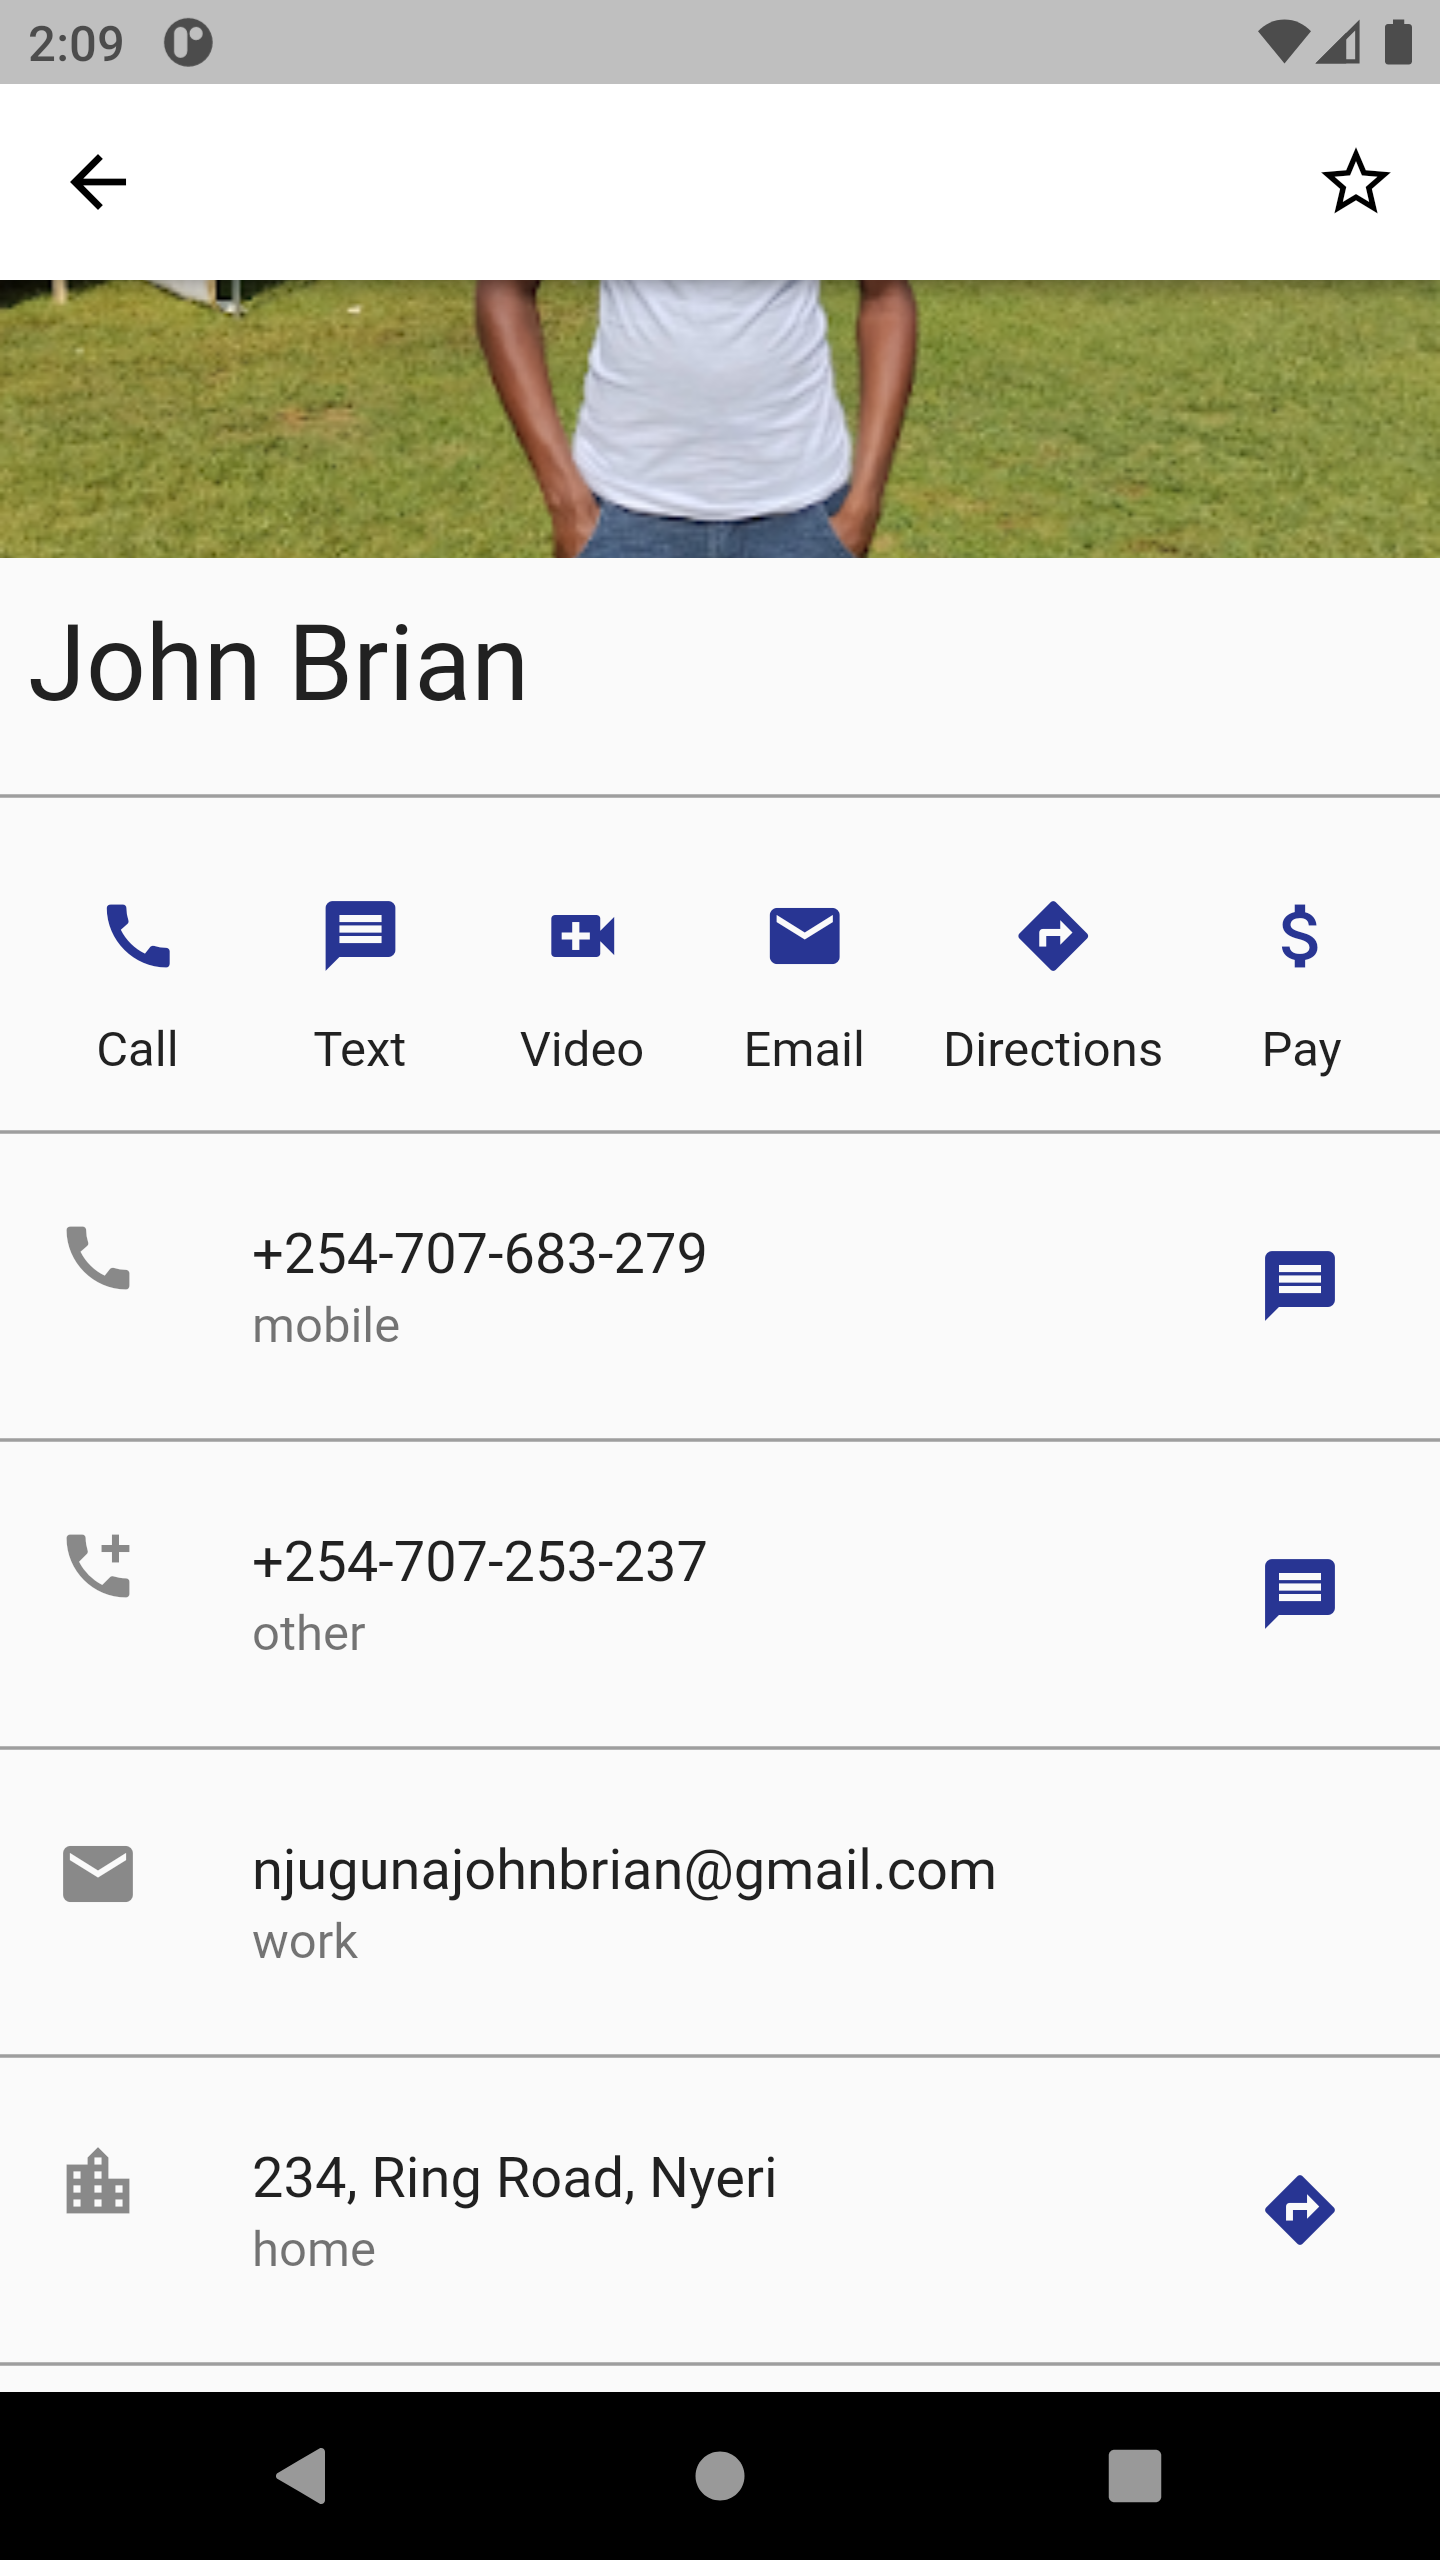 2:09
John Brian
Call Text Video Email Directions Pay
+254-707-683-279
mobile
+254-707-253-237
other
njugunajohnbrian@gmail.com
work
234, Ring Road, Nyeri
home